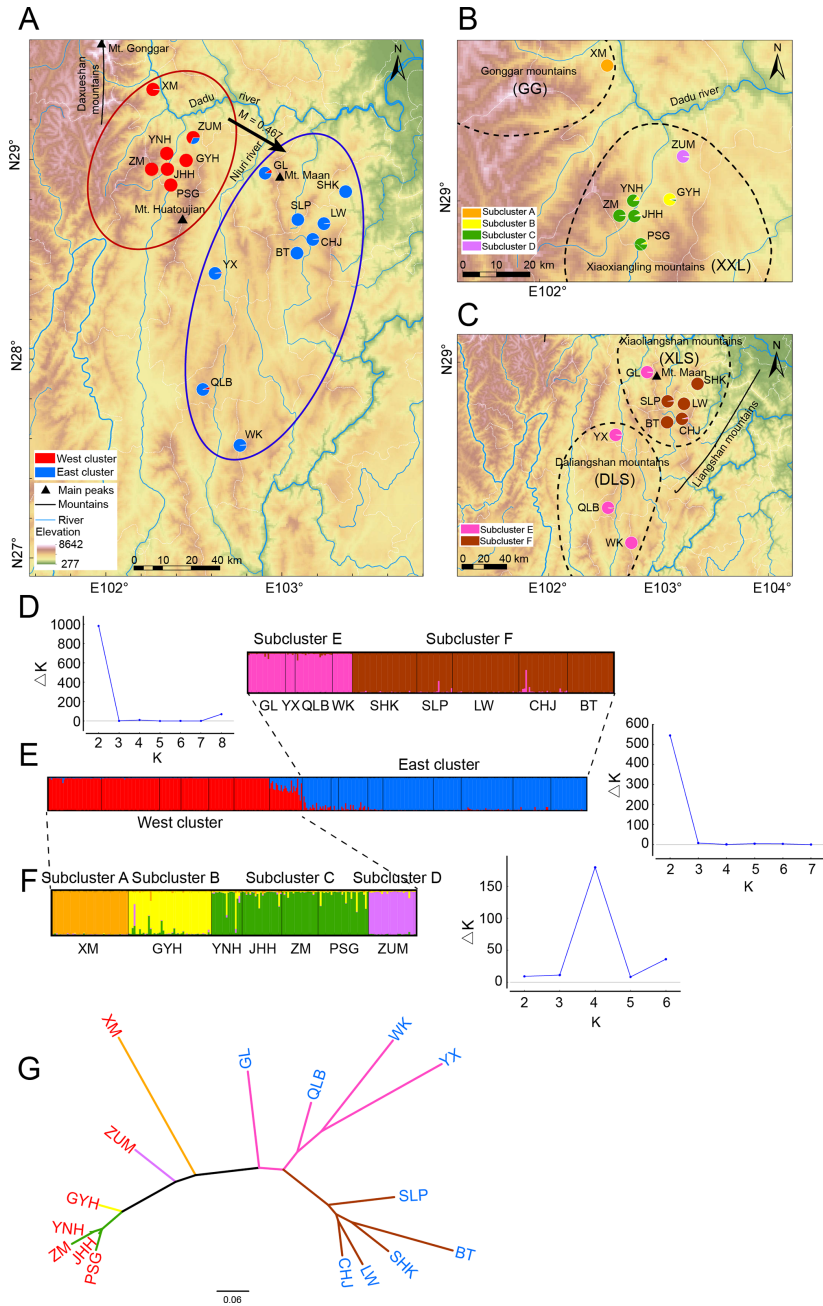 A
Mt. Gonggar
Daxueshan
mountains
N
XM
Dadu
river
M = 0.467
ZUM
YNH
GYH
ZM
JHH
PSG
Mt. Huatoujian
Niuri river
GL
Mt. Maan
SHK
SLP
LW
CHJ
BT
YX
QLB
WK
N29°
N28°
N27°
West cluster
East cluster
Main peaks
Mountains
River
Elevation
8642
277
0 10 20 40 km
E102°
E103°
B
XM
N
Gonggar mountains
(GG)
Dadu river
ZUM
N29°
YNH
GYH
ZM
JHH
PSG
Subcluster A
Subcluster B
Subcluster C
Subcluster D
0 5 10 20 km
Xiaoxiangling mountains (XXL)
E102°
C
Xiaoliangshan mountains
(XLS)
N
N29°
GL
Mt. Maan
SHK
SLP
LW
BT
CHJ
YX
Liangshan mountains
Daliangshan mountains
(DLS)
QLB
WK
Subcluster E
Subcluster F
0 10 20 40 km
E102°
E103°
E104°
D
1000
800
600
400
200
0
△K
2 3 4 5 6 7 8
K
Subcluster E
Subcluster F
GL YX QLB WK SHK SLP LW CHJ BT
E
East cluster
West cluster
600
500
400
300
200
100
0
△K
2 3 4 5 6 7
K
F
Subcluster A Subcluster B Subcluster C Subcluster D
XM GYH YNH JHH ZM PSG ZUM
150
100
50
0
△K
2 3 4 5 6
K
G
XM
GL
QLB
WK
YX
ZUM
GYH
YNH
ZM
JHH
PSG
SLP
BT
SHK
LW
CHJ
0.06